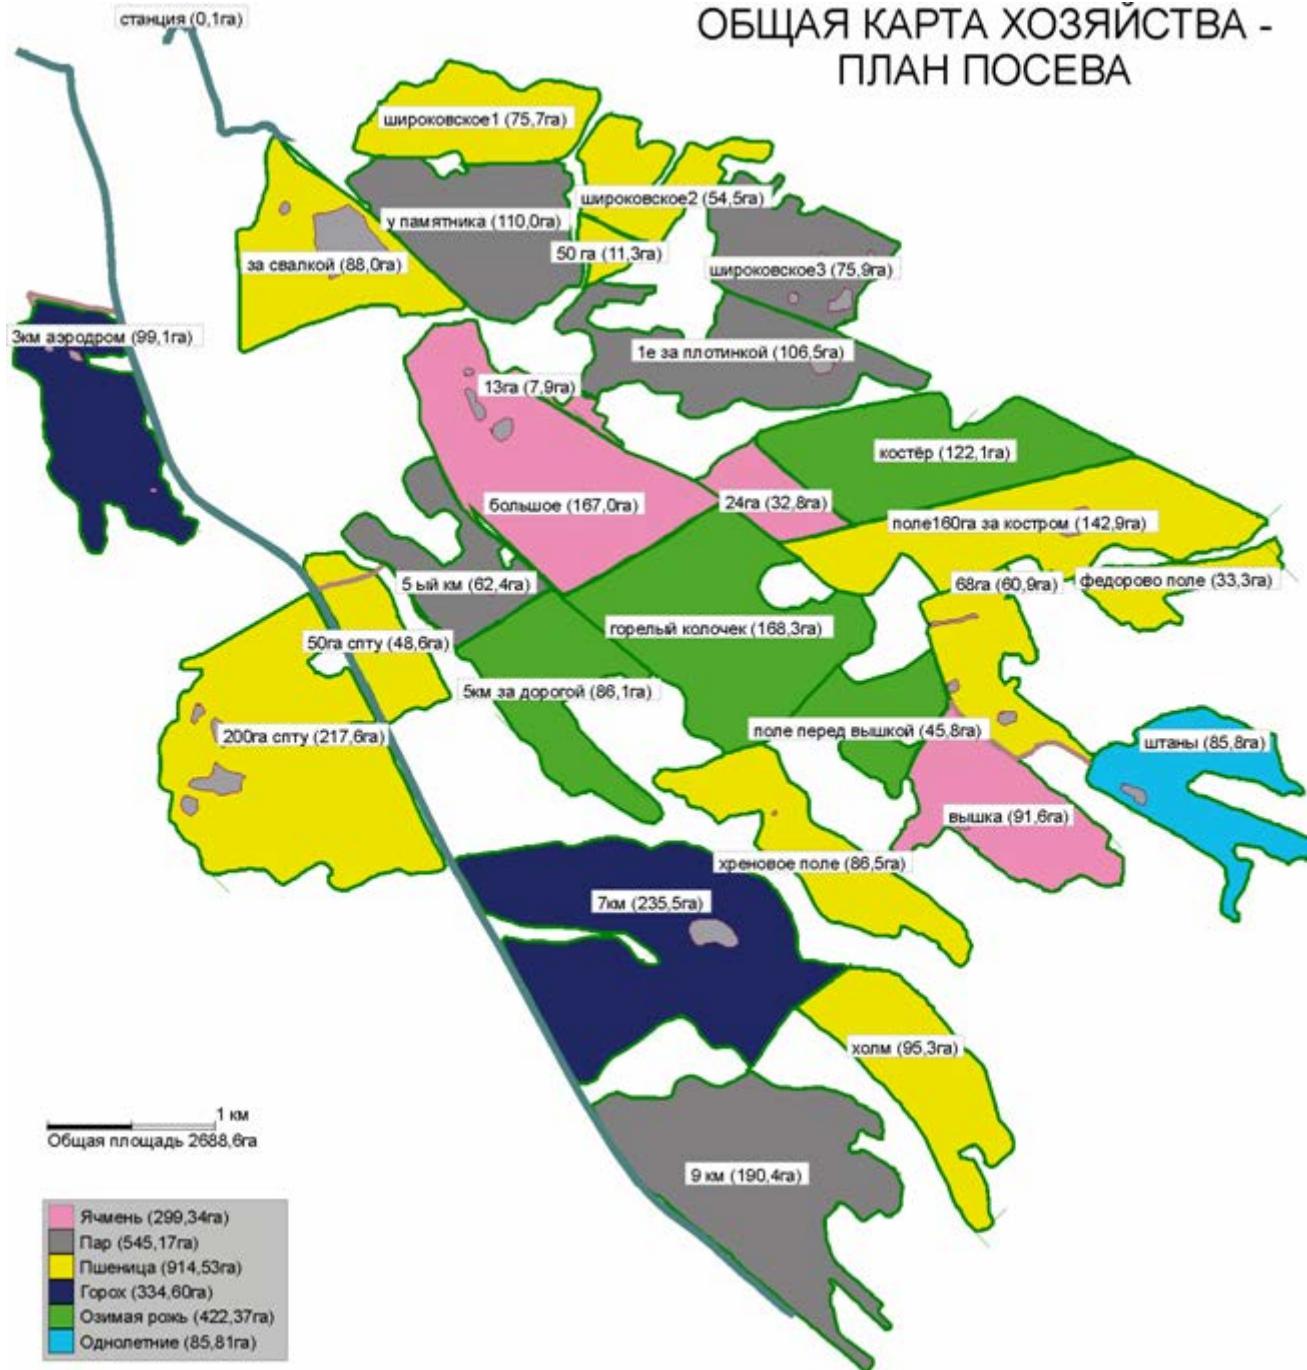 станция (0,1га)
ОБЩАЯ КАРТА ХОЗЯЙСТВА -
ПЛАН ПОСЕВА
широковское1 (75,7га)
широковское2 (54,5га)
у памятника (110,0га)
50 га (11,3га)
за свалкой (88,0га)
широковское3 (75,9га)
3км аэродром (99,1га)
1е за плотинкой (106,5га)
13га (7,9га)
костёр (122,1га)
большое (167,0га)
24га (32,8га)
поле160га за костром (142,9га)
5 ый км (62,4га)
68га (60,9га)
федорово поле (33,3га)
горелый колочек (168,3га)
50га спту (48,6га)
5км за дорогой (86,1га)
200га спту (217,6га)
поле перед вышкой (45,8га)
штаны (85,8га)
вышка (91,6га)
хреновое поле (86,5га)
7км (235,5га)
холм (95,3га)
1 км
Общая площадь 2688,6га
9 км (190,4га)
Ячмень (299,34га)
Пар (545,17га)
Пшеница (914,53га)
Горох (334,60га)
Озимая рожь (422,37га)
Однолетние (85,81га)